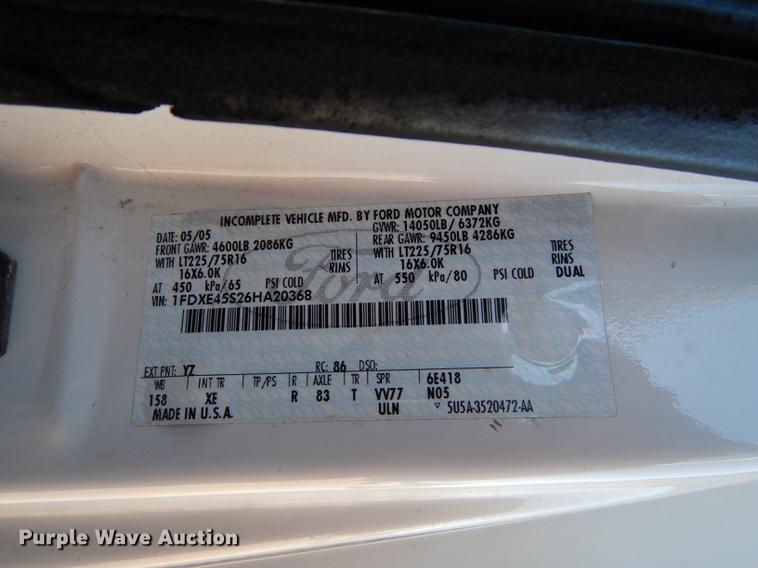 INCOMPLETE VEHICLE MFD. BY FORD MOTOR COMPANY
DATE: 05/05 GVWR: 14050LB/ 6372KG
FRONT GAWR: 4600LB 2086KG REAR GAWR: 9450LB 4286KG
WITH LT225/75R16 TIRES WITH LT225/75R16 TIRES
16X6.0K RIMS 16X6.0K RIMS
AT 450 kPa/65 PSI COLD AT 550 kPa/80 PSI COLD DUAL
VIN: 1FDXE45S26HA20368
Ford
EXT PNT: YZ RC: 86 DSO:
WB INT TR TP/PS R AXLE TR SPR 6E418
158 XE R 83 T VV77 N05
MADE IN U.S.A. ULN ▽ 5U5A-3520472-AA
Purple Wave Auction